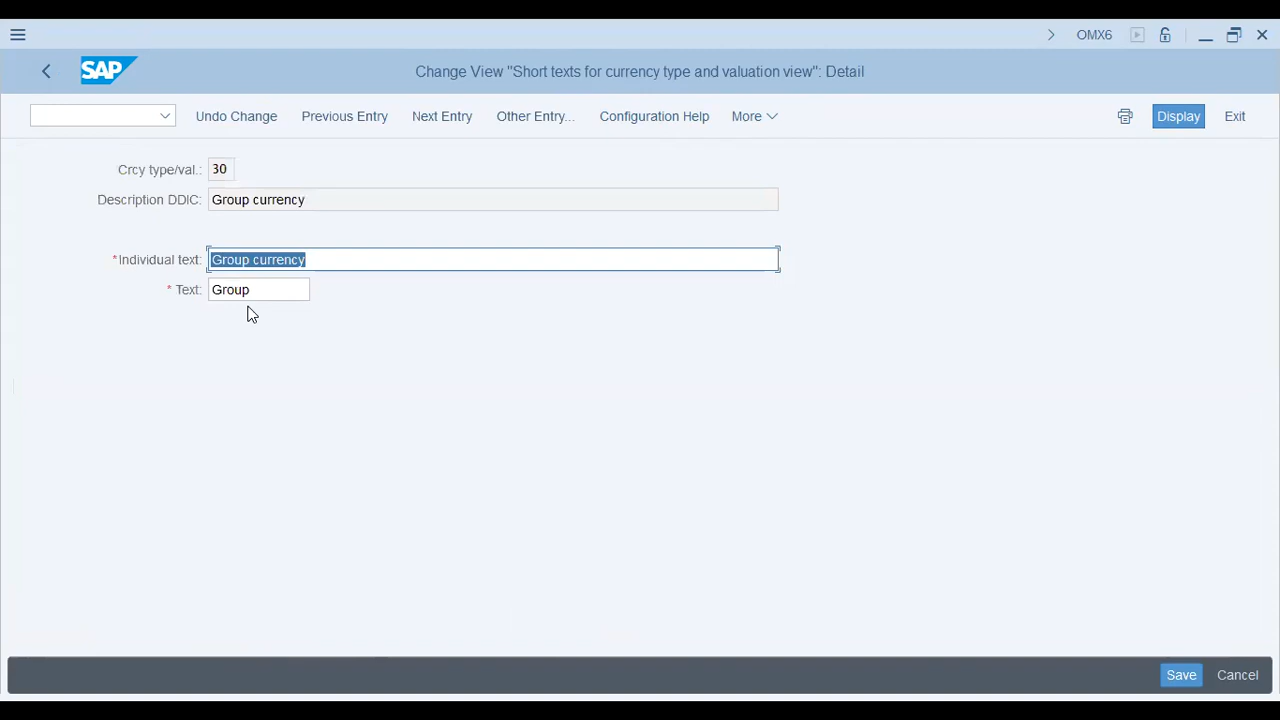 OMX6
SAP Change View "Short texts for currency type and valuation view": Detail
Undo Change Previous Entry Next Entry Other Entry... Configuration Help More Display Exit
Crcy type/val.: 30
Description DDIC: Group currency
*Individual text: Group currency
* Text: Group
Save Cancel